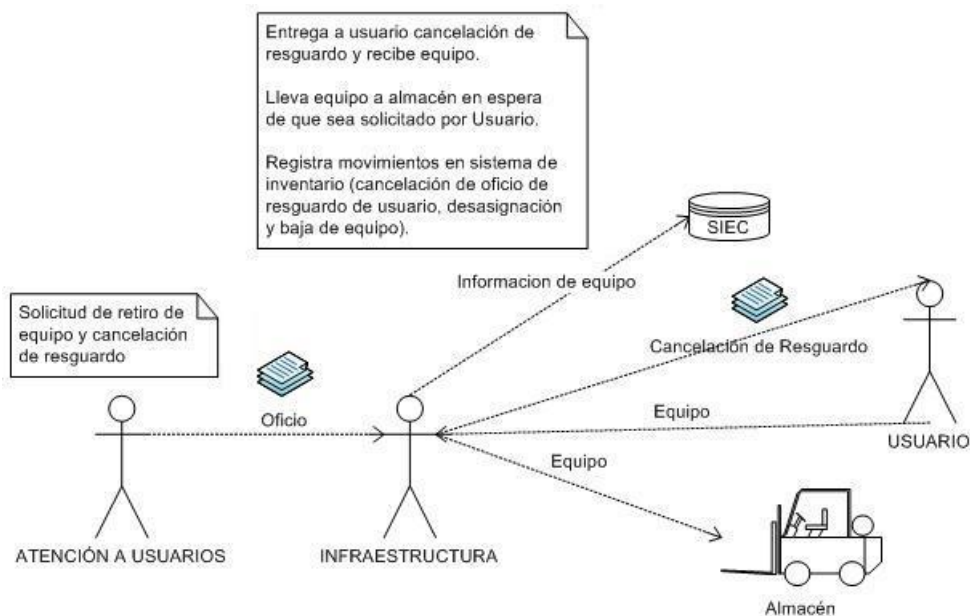 Entrega a usuario cancelación de
resguardo y recibe equipo.
Lleva equipo a almacén en espera
de que sea solicitado por Usuario.
Registra movimientos en sistema de
inventario (cancelación de oficio de
resguardo de usuario, desasignación
y baja de equipo).
SIEC
Informacion de equipo
Solicitud de retiro de
equipo y cancelación
de resguardo
Cancelación de Resguardo
Oficio
Equipo
USUARIO
Equipo
ATENCIÓN A USUARIOS
INFRAESTRUCTURA
Almacén